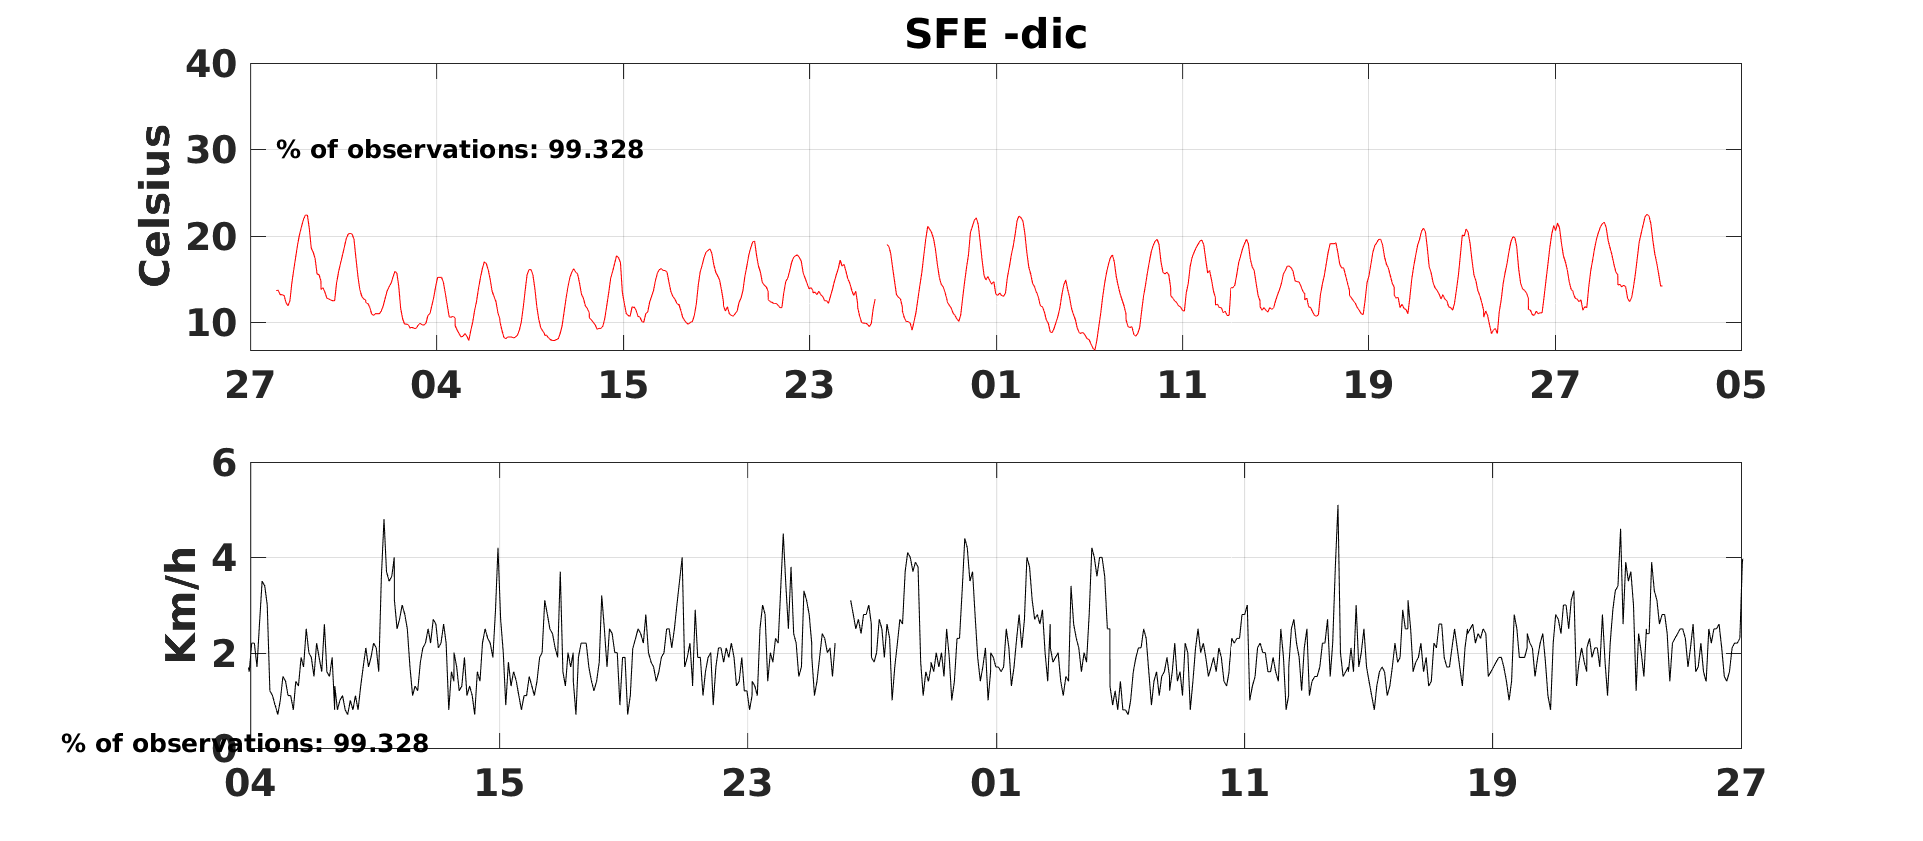 SFE -dic
40
30
20
10
Celsius
% of observations: 99.328
27 04 15 23 01 11 19 27 05
6
4
2
0
Km/h
% of observations: 99.328
04 15 23 01 11 19 27